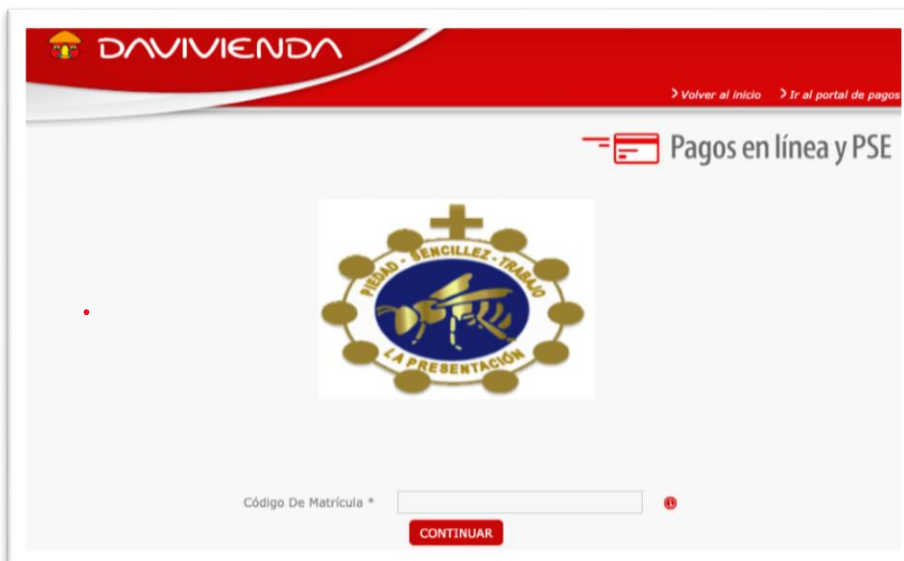 DAVIVIENDA
Volver al inicio Ir al portal de pagos
Pagos en línea y PSE
PIEDAD - SENCILLEZ - TRABAJO
LA PRESENTACIÓN
Código De Matrícula *
CONTINUAR